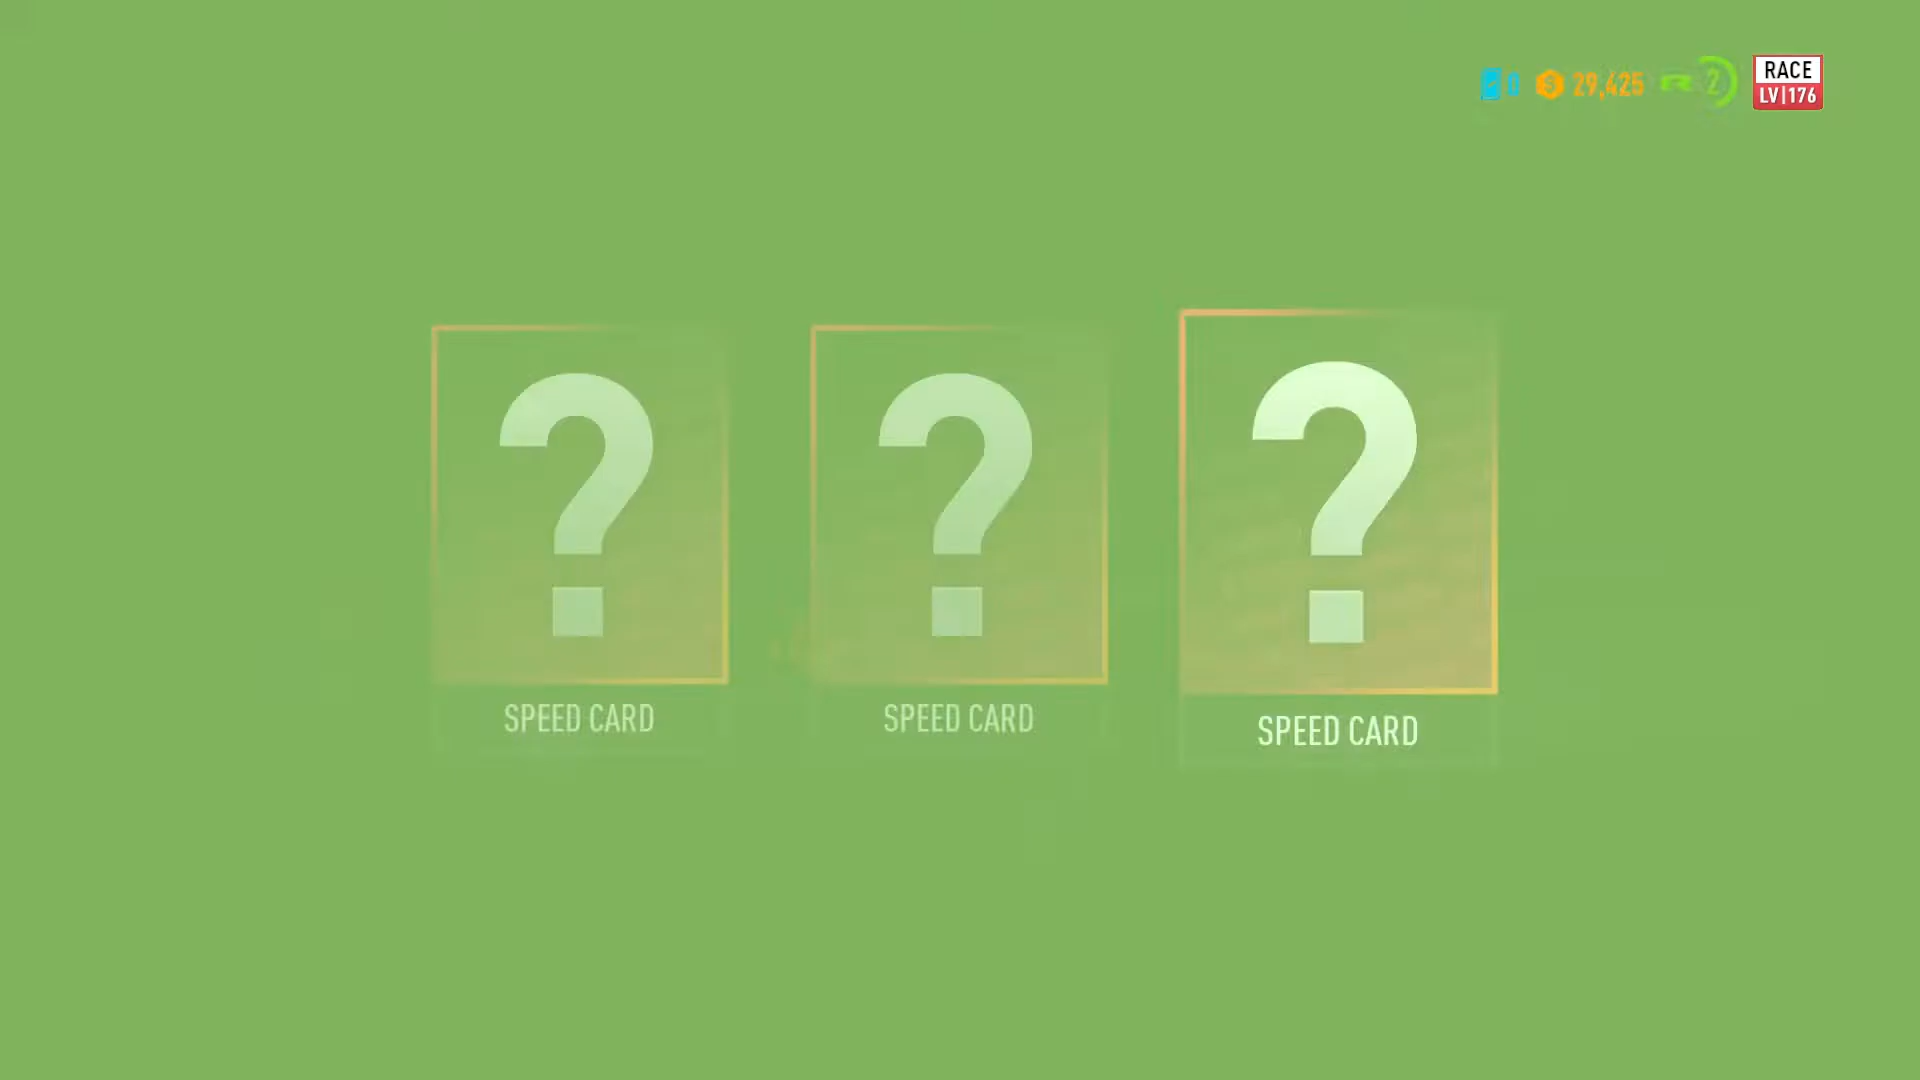 0 29,425 R 2 RACE
LV|176
? ? ?
SPEED CARD SPEED CARD SPEED CARD